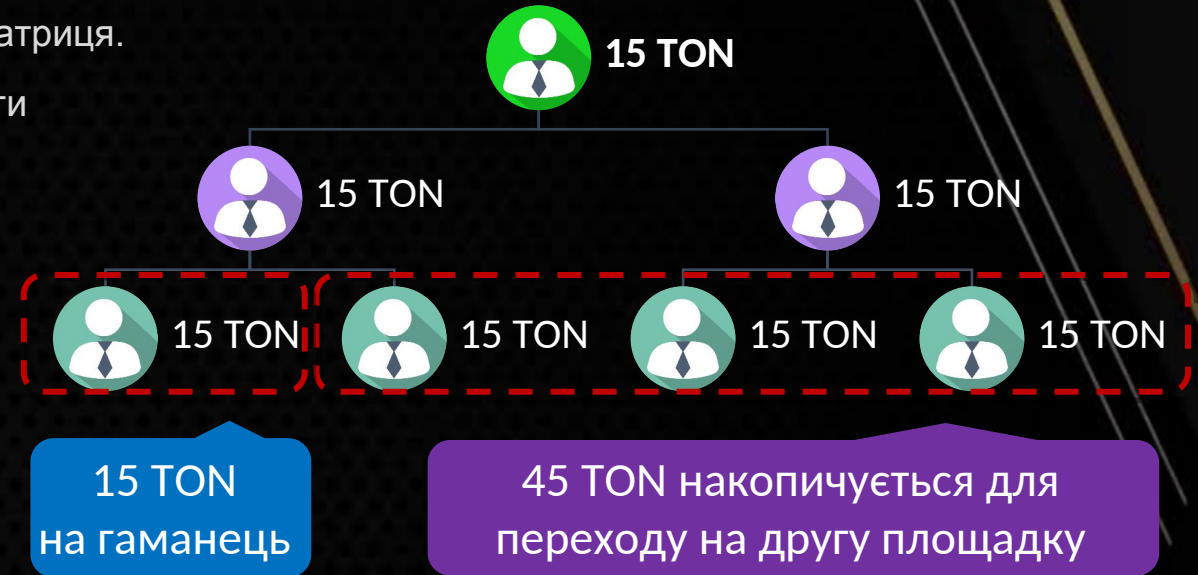 атриця.
ти
15 TON
15 TON
15 TON
15 TON
15 TON
15 TON
15 TON
15 TON
на гаманець
45 TON накопичується для
переходу на другу площадку